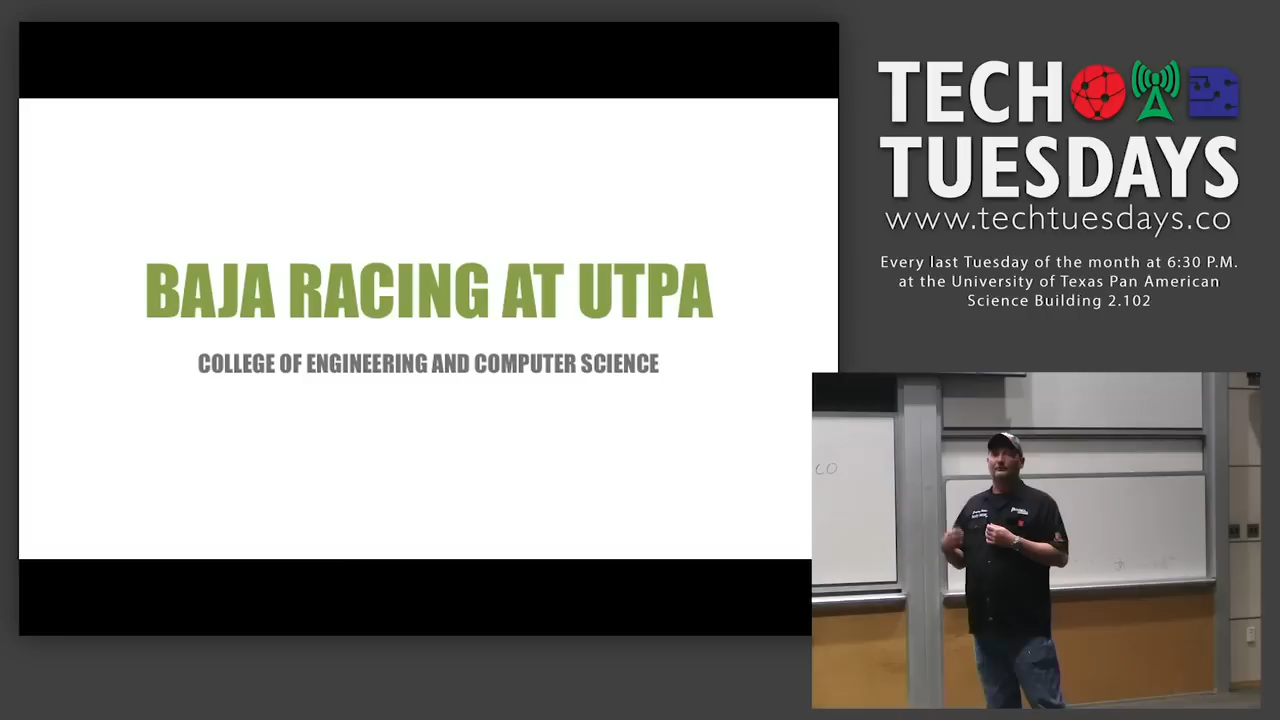 BAJA RACING AT UTPA
COLLEGE OF ENGINEERING AND COMPUTER SCIENCE
TECH
TUESDAYS
www.techtuesdays.co
Every last Tuesday of the month at 6:30 P.M.
at the University of Texas Pan American
Science Building 2.102
CO